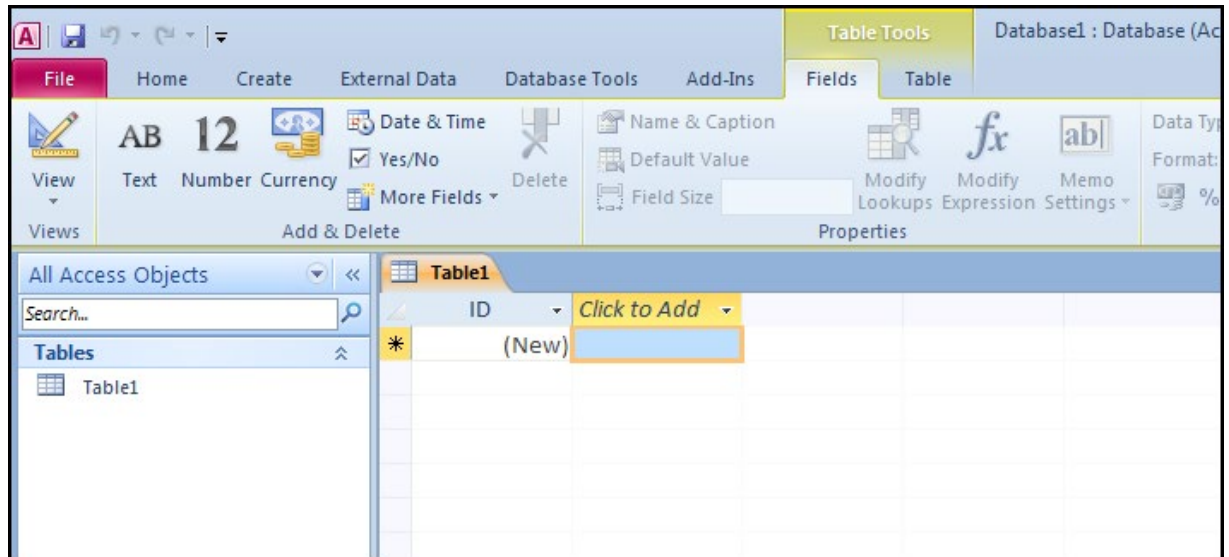 Table Tools Database1 : Database (Ac
File Home Create External Data Database Tools Add-Ins Fields Table
View
AB Text
12 Number
Currency
Date & Time
Yes/No
More Fields
Delete
Name & Caption
Default Value
Field Size
Modify Lookups
fx Modify Expression
ab| Memo Settings
Data Typ
Format:
%
Views Add & Delete Properties
All Access Objects «
Search...
Tables
Table1
Table1
ID Click to Add
* (New)